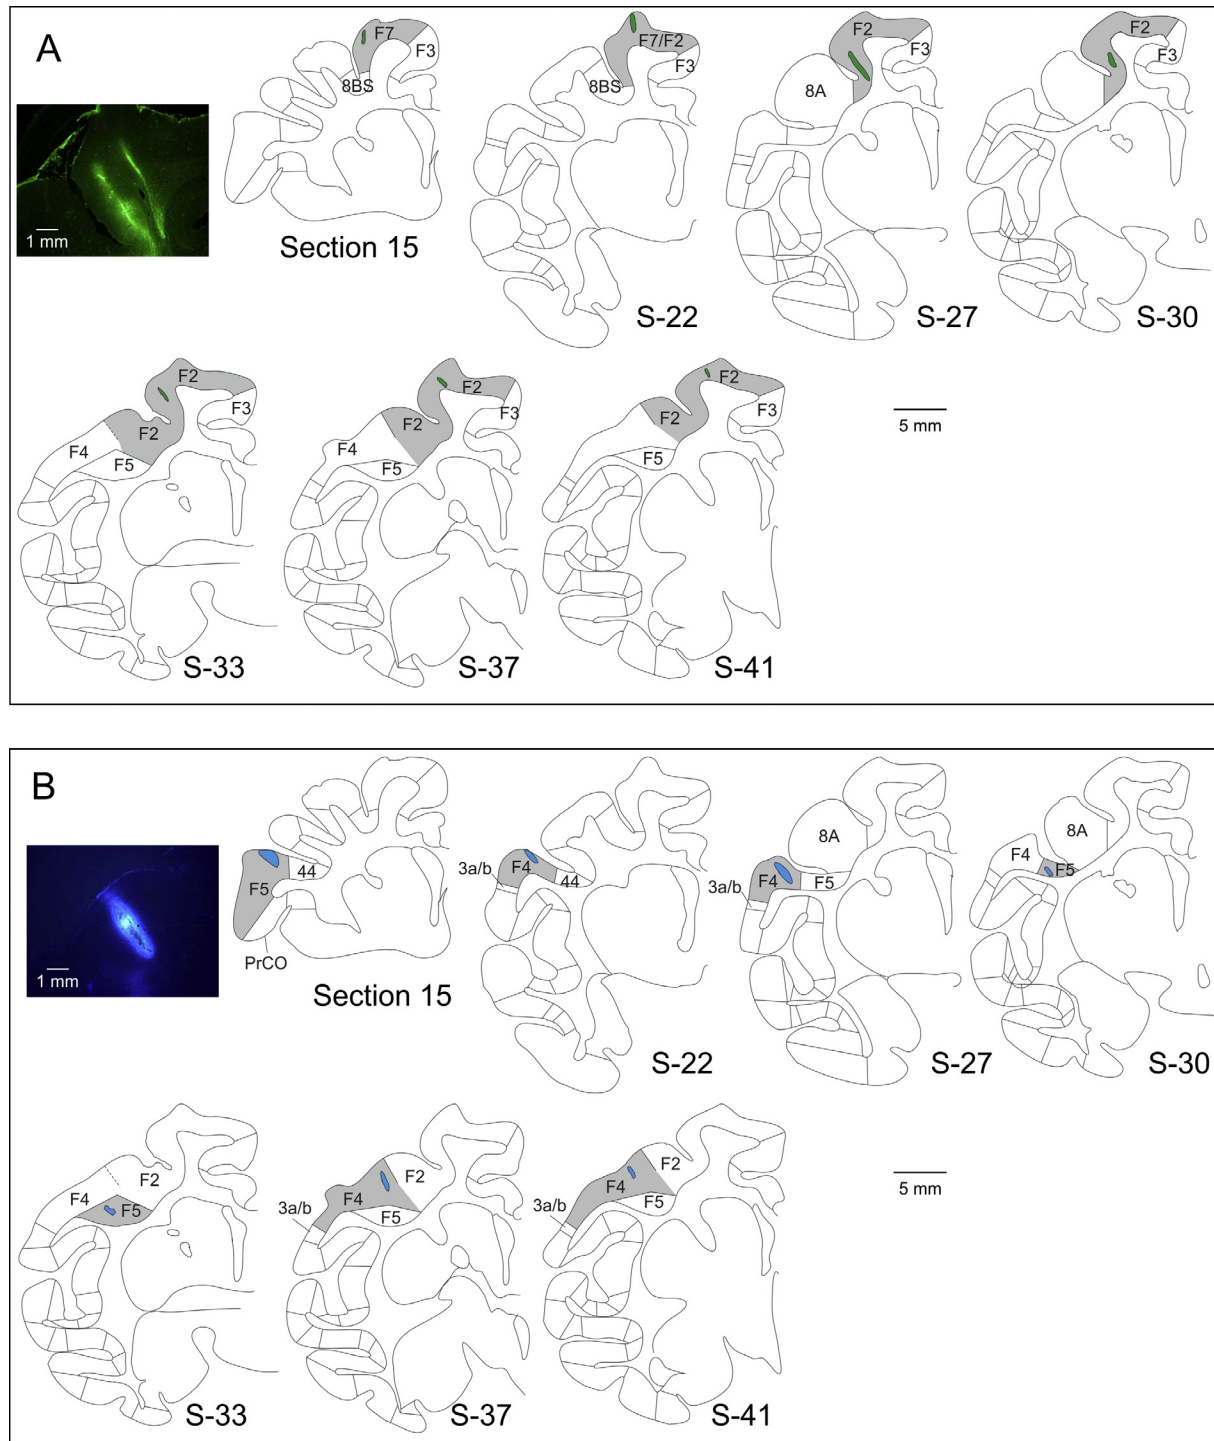 A
1 mm
F7
F3
8BS
Section 15
F7/F2
F3
8BS
S-22
F2
F3
8A
S-27
F2
F3
S-30
F2
F3
F2
F4
F5
S-33
F2
F3
F2
F4
F5
S-37
F2
F3
F2
F5
S-41
5 mm
B
1 mm
44
F5
PrCO
Section 15
F4
44
3a/b
S-22
8A
3a/b
F4
F5
S-27
8A
F4
F5
S-30
F2
F4
F5
S-33
F2
F4
3a/b
F5
S-37
F2
F4
3a/b
F5
S-41
5 mm